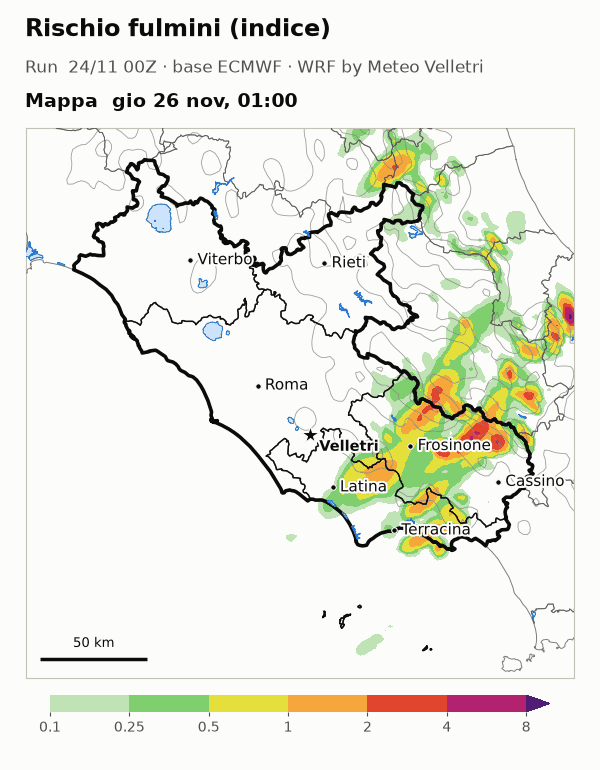 Rischio fulmini (indice)
Run 24/11 00Z · base ECMWF · WRF by Meteo Velletri
Mappa gio 26 nov, 01:00
Viterbo
Rieti
Roma
Velletri
Frosinone
Latina
Cassino
Terracina
50 km
0.1 0.25 0.5 1 2 4 8